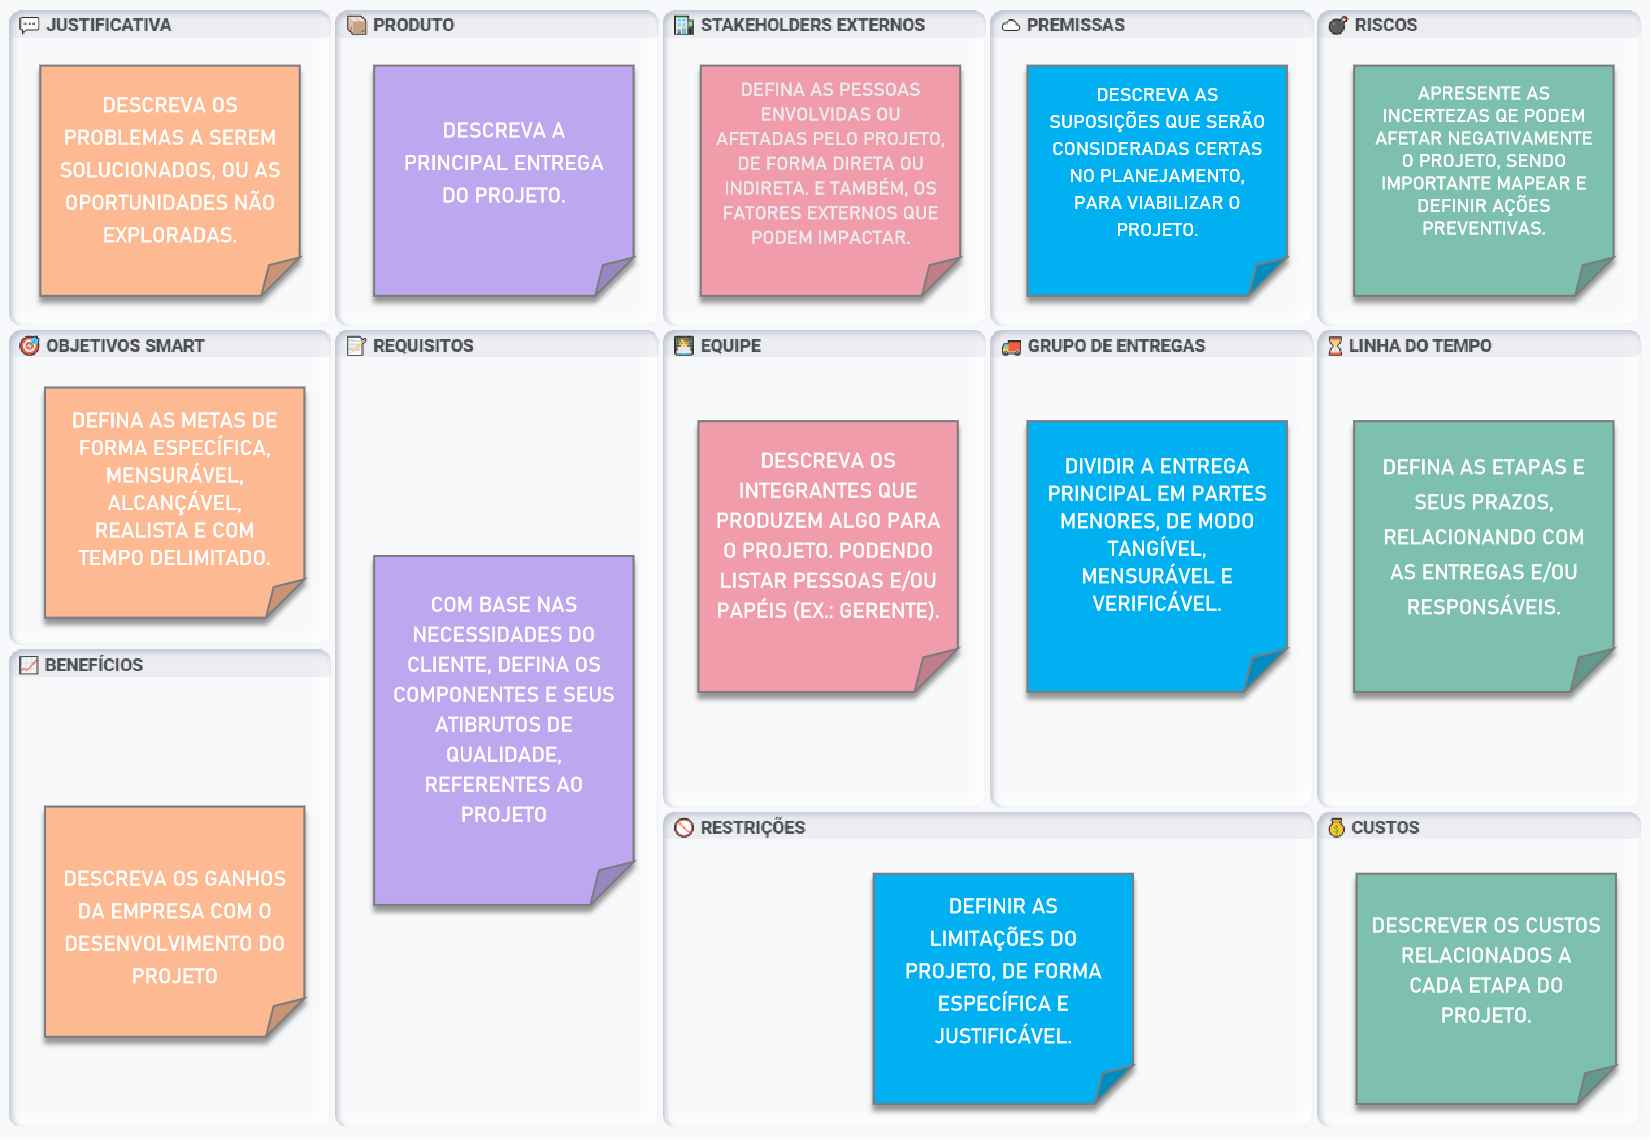 JUSTIFICATIVA
DESCREVA OS
PROBLEMAS A SEREM
SOLUCIONADOS, OU AS
OPORTUNIDADES NÃO
EXPLORADAS.
PRODUTO
DESCREVA A
PRINCIPAL ENTREGA
DO PROJETO.
STAKEHOLDERS EXTERNOS
DEFINA AS PESSOAS
ENVOLVIDAS OU
AFETADAS PELO PROJETO,
DE FORMA DIRETA OU
INDIRETA. E TAMBÉM, OS
FATORES EXTERNOS QUE
PODEM IMPACTAR.
PREMISSAS
DESCREVA AS
SUPOSIÇÕES QUE SERÃO
CONSIDERADAS CERTAS
NO PLANEJAMENTO,
PARA VIABILIZAR O
PROJETO.
RISCOS
APRESENTE AS
INCERTEZAS QE PODEM
AFETAR NEGATIVAMENTE
O PROJETO, SENDO
IMPORTANTE MAPEAR E
DEFINIR AÇÕES
PREVENTIVAS.
OBJETIVOS SMART
DEFINA AS METAS DE
FORMA ESPECÍFICA,
MENSURÁVEL,
ALCANÇÁVEL,
REALISTA E COM
TEMPO DELIMITADO.
REQUISITOS
COM BASE NAS
NECESSIDADES DO
CLIENTE, DEFINA OS
COMPONENTES E SEUS
ATIBRUTOS DE
QUALIDADE,
REFERENTES AO
PROJETO
EQUIPE
DESCREVA OS
INTEGRANTES QUE
PRODUZEM ALGO PARA
O PROJETO. PODENDO
LISTAR PESSOAS E/OU
PAPÉIS (EX.: GERENTE).
GRUPO DE ENTREGAS
DIVIDIR A ENTREGA
PRINCIPAL EM PARTES
MENORES, DE MODO
TANGÍVEL,
MENSURÁVEL E
VERIFICÁVEL.
LINHA DO TEMPO
DEFINA AS ETAPAS E
SEUS PRAZOS,
RELACIONANDO COM
AS ENTREGAS E/OU
RESPONSÁVEIS.
BENEFÍCIOS
DESCREVA OS GANHOS
DA EMPRESA COM O
DESENVOLVIMENTO DO
PROJETO
RESTRIÇÕES
DEFINIR AS
LIMITAÇÕES DO
PROJETO, DE FORMA
ESPECÍFICA E
JUSTIFICÁVEL.
CUSTOS
DESCREVER OS CUSTOS
RELACIONADOS A
CADA ETAPA DO
PROJETO.